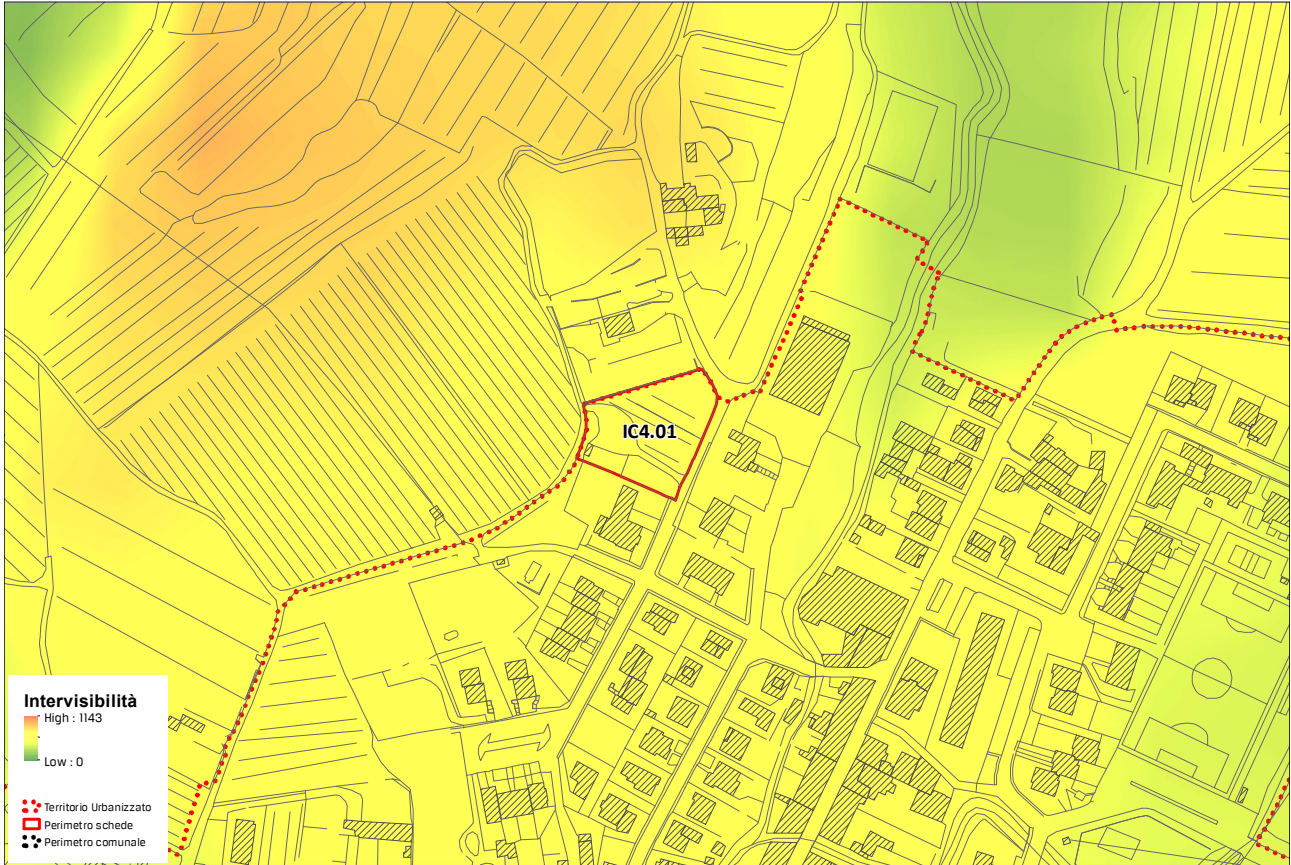 IC4.01
Intervisibilità
High : 1143
Low : 0
Territorio Urbanizzato
Perimetro schede
Perimetro comunale